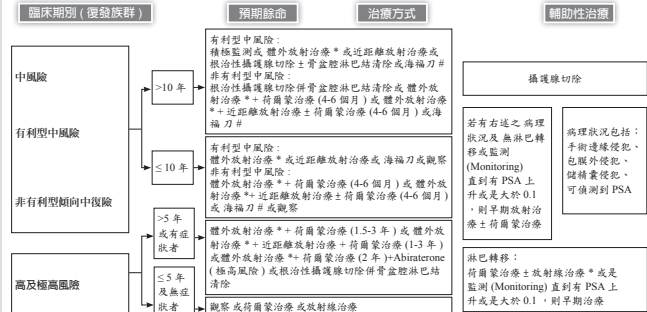 臨床期別 ( 復發族群 )
預期餘命
治療方式
輔助性治療
中風險
有利型中風險
非有利型傾向中復險
>10 年
有利型中風險 :
積極監測或 體外放射治療 * 或近距離放射治療或
根治性攝護腺切除 ± 骨盆腔淋巴結清除或海福刀 #
非有利型中風險 :
根治性攝護腺切除併骨盆腔淋巴結清除或 體外放
射治療 * + 荷爾蒙治療 (4-6 個月 ) 或 體外放射治療
* + 近距離放射治療 ± 荷爾蒙治療 (4-6 個月 ) 或海
福刀 #
≤ 10 年
有利型中風險 :
體外放射治療 * 或近距離放射治療或 海福刀或觀察
非有利型中風險 :
體外放射治療 * + 荷爾蒙治療 (4-6 個月 ) 或 體外放
射治療 *+ 近距離放射治療 ± 荷爾蒙治療 (4-6 個月 )
或 海福刀 # 或觀察
高及極高風險
>5 年
或有症
狀者
體外放射治療 * + 荷爾蒙治療 (1.5-3 年 ) 或 體外放
射治療 * + 近距離放射治療 + 荷爾蒙治療 (1-3 年 )
或體外放射治療 *+ 荷爾蒙治療 (2 年 )+Abiraterone
( 極高風險 ) 或根治性攝護腺切除併骨盆腔淋巴結
清除
≤ 5 年
及無症
狀者
觀察 或荷爾蒙治療 或放射線治療
攝護腺切除
若有右述之 病理
狀況及 無淋巴轉
移或監測
(Monitoring)
直到有 PSA 上
升或是大於 0.1
，則早期放射治
療 ± 荷爾蒙治療
病理狀況包括：
手術邊緣侵犯、
包膜外侵犯、
儲精囊侵犯、
可偵測到 PSA
淋巴轉移：
荷爾蒙治療 ± 放射線治療 * 或是
監測 (Monitoring) 直到有 PSA 上
升或是大於 0.1 ，則早期治療